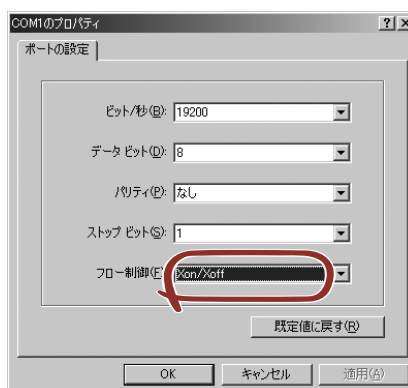 COM1のプロパティ
ポートの設定
ビット/秒(B): 19200
データ ビット(D): 8
パリティ(P): なし
ストップ ビット(S): 1
フロー制御(F): Xon/Xoff
既定値に戻す(R)
OK キャンセル 適用(A)